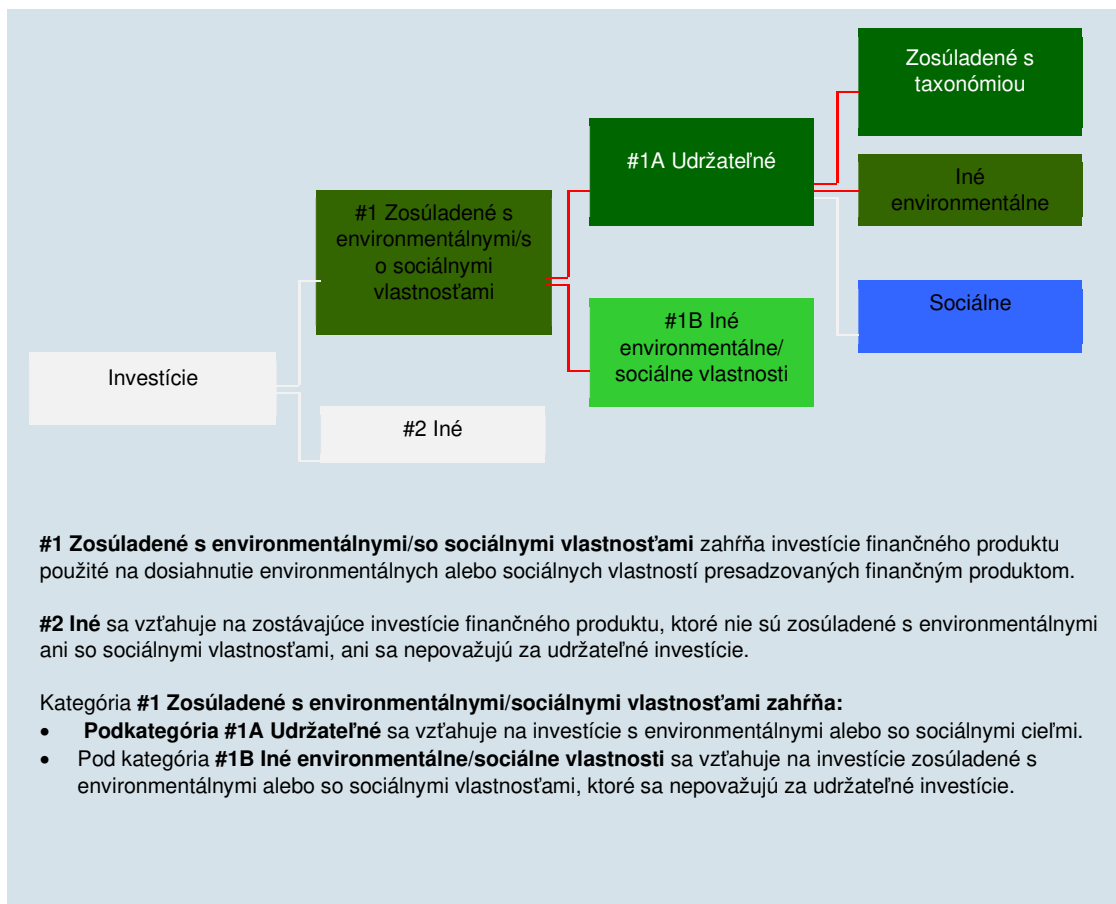 Zosúladené s
taxonómiou
#1A Udržateľné
Iné
environmentálne
#1 Zosúladené s
environmentálnymi/s
o sociálnymi
vlastnosťami
Sociálne
#1B Iné
environmentálne/
sociálne vlastnosti
Investície
#2 Iné
#1 Zosúladené s environmentálnymi/so sociálnymi vlastnosťami zahŕňa investície finančného produktu
použité na dosiahnutie environmentálnych alebo sociálnych vlastností presadzovaných finančným produktom.
#2 Iné sa vzťahuje na zostávajúce investície finančného produktu, ktoré nie sú zosúladené s environmentálnymi
ani so sociálnymi vlastnosťami, ani sa nepovažujú za udržateľné investície.
Kategória #1 Zosúladené s environmentálnymi/sociálnymi vlastnosťami zahŕňa:
• Podkategória #1A Udržateľné sa vzťahuje na investície s environmentálnymi alebo so sociálnymi cieľmi.
• Pod kategória #1B Iné environmentálne/sociálne vlastnosti sa vzťahuje na investície zosúladené s
environmentálnymi alebo so sociálnymi vlastnosťami, ktoré sa nepovažujú za udržateľné investície.